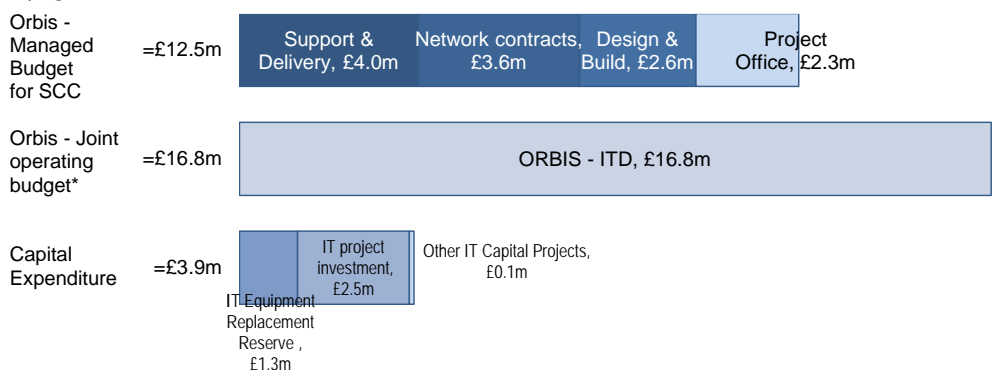 Orbis -
Managed
Budget
for SCC
=£12.5m
Support &
Delivery, £4.0m
Network contracts,
£3.6m
Design &
Build, £2.6m
Project
Office, £2.3m
Orbis - Joint
operating
budget*
=£16.8m
ORBIS - ITD, £16.8m
Capital
Expenditure
=£3.9m
IT Equipment
Replacement
Reserve ,
£1.3m
IT project
investment,
£2.5m
Other IT Capital Projects,
£0.1m